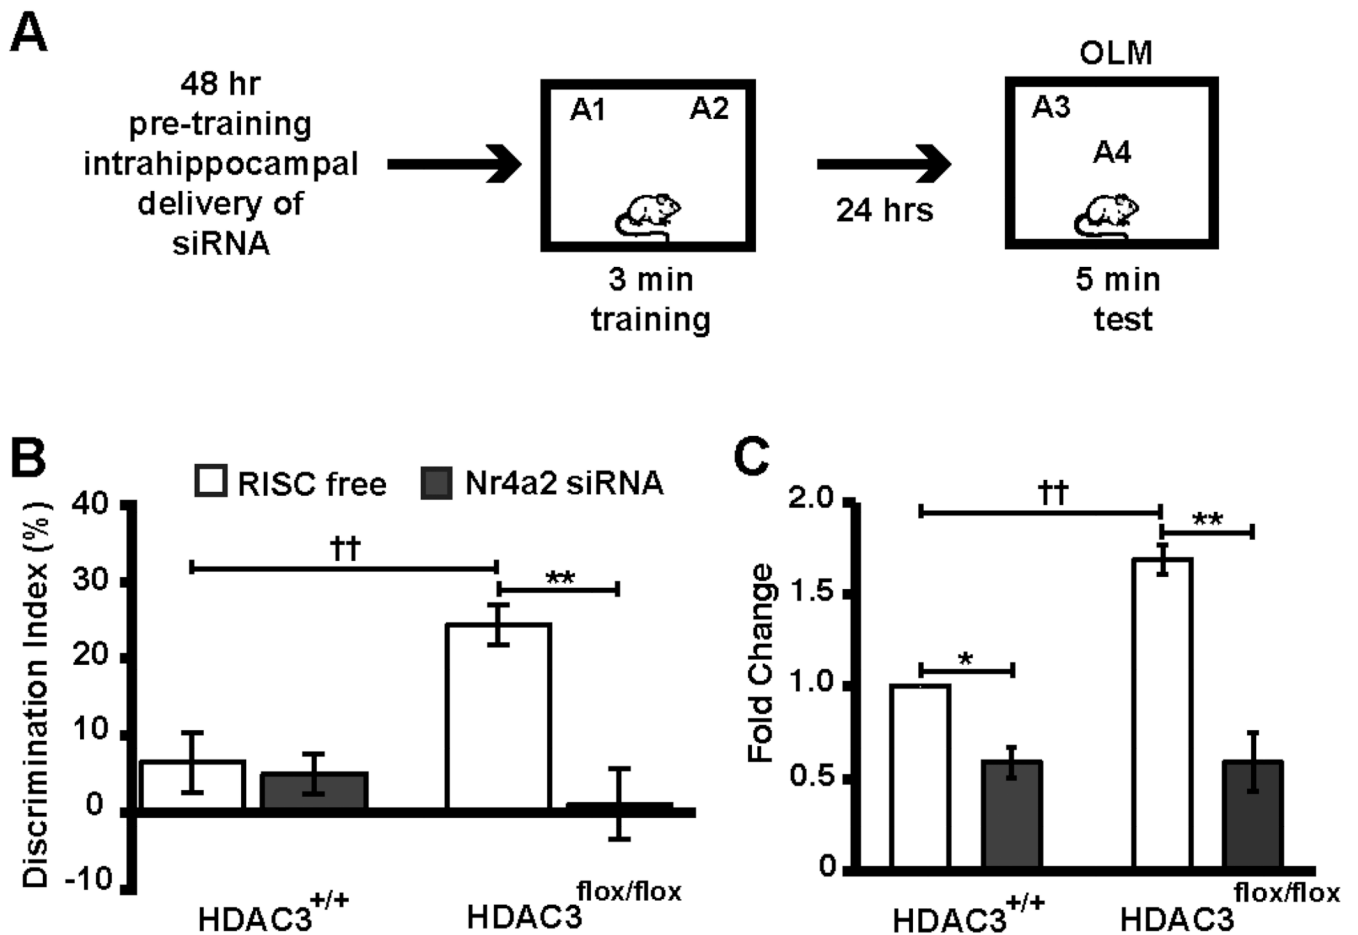 A
48 hr
pre-training
intrahippocampal
delivery of
siRNA
A1 A2
3 min
training
24 hrs
OLM
A3
A4
5 min
test
B
RISC free Nr4a2 siRNA
Discrimination Index (%)
40
30
20
10
0
-10
††
**
HDAC3+/+
HDAC3flox/flox
C
Fold Change
2.0
1.5
1.0
0.5
0
††
**
*
HDAC3+/+
HDAC3flox/flox